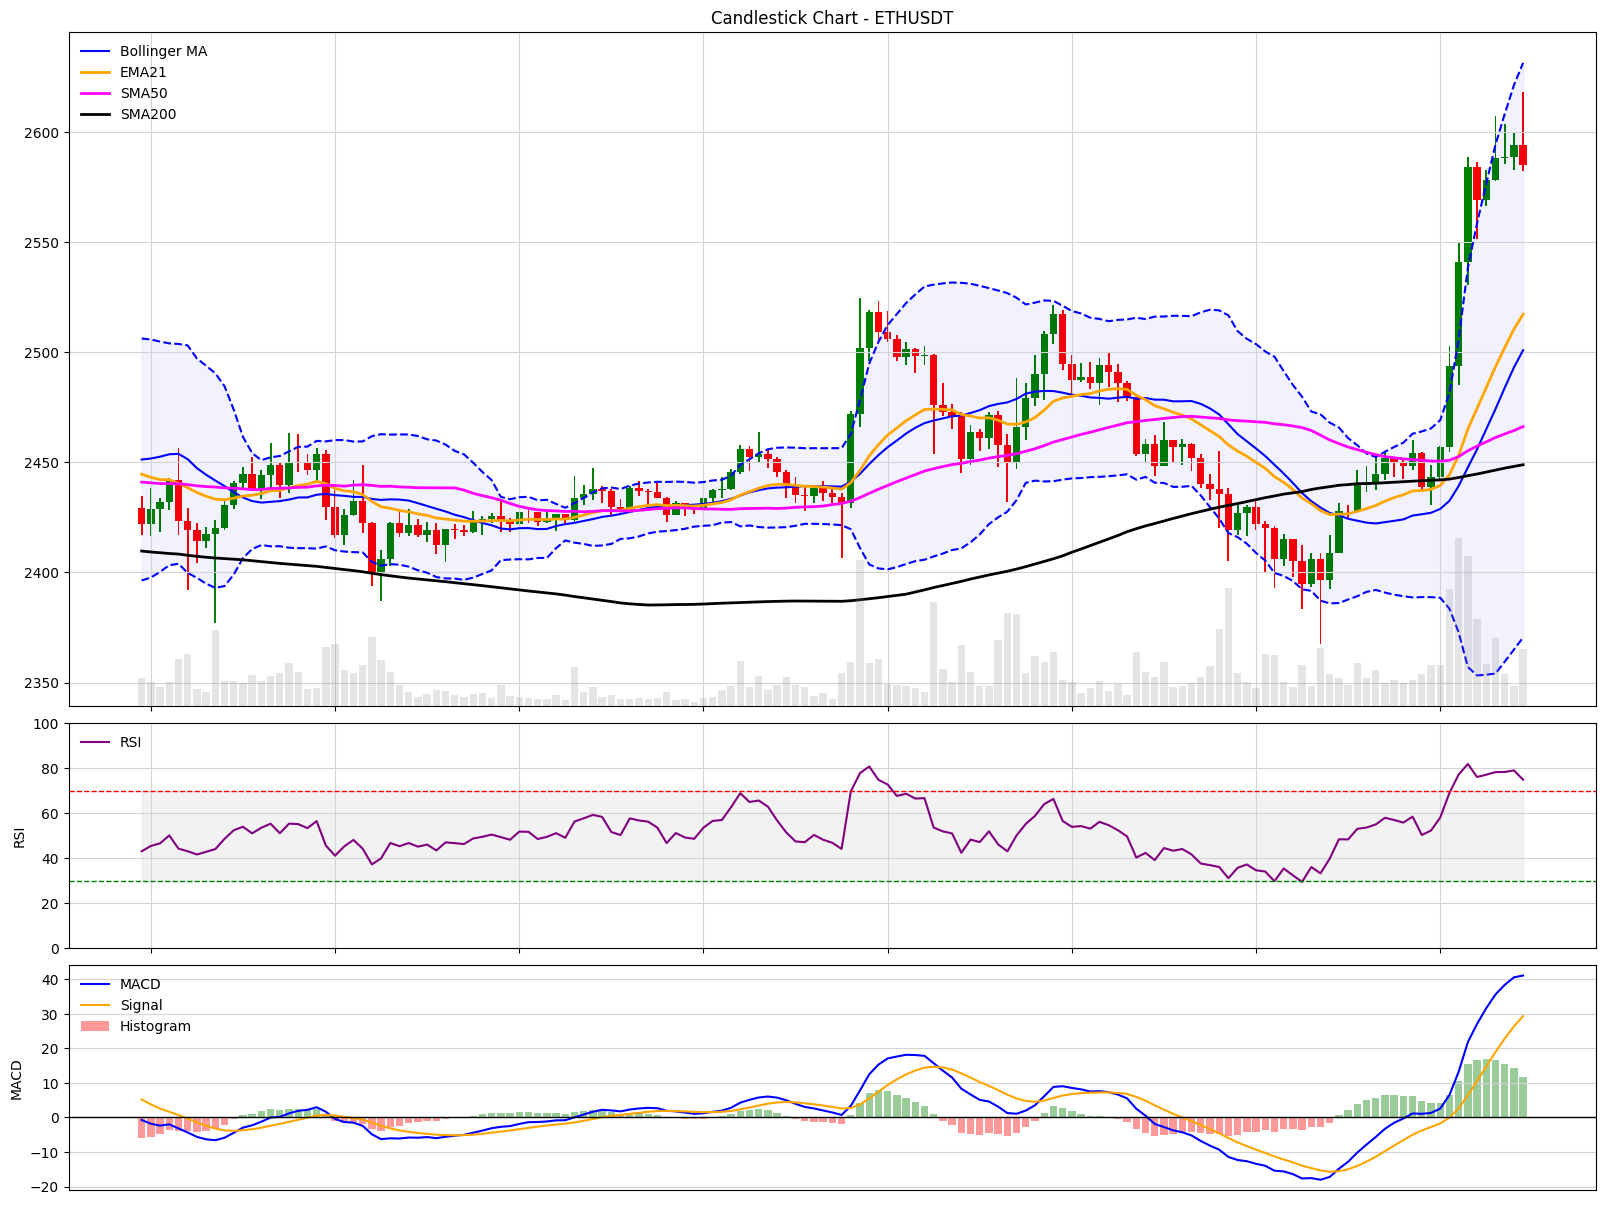 Candlestick Chart - ETHUSDT
Bollinger MA
EMA21
SMA50
SMA200
2600
2550
2500
2450
2400
2350
100
80
60
40
20
0
RSI
RSI
40
30
20
10
0
−10
−20
MACD
MACD
Signal
Histogram